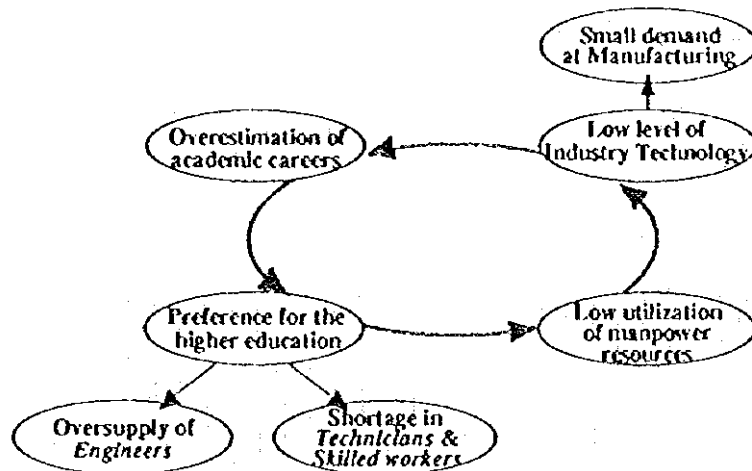 Small demand
at Manufacturing
Overestimation of
academic careers
Low level of
Industry Technology
Preference for the
higher education
Low utilization
of manpower
resources
Oversupply of
Engineers
Shortage in
Technicians &
Skilled workers